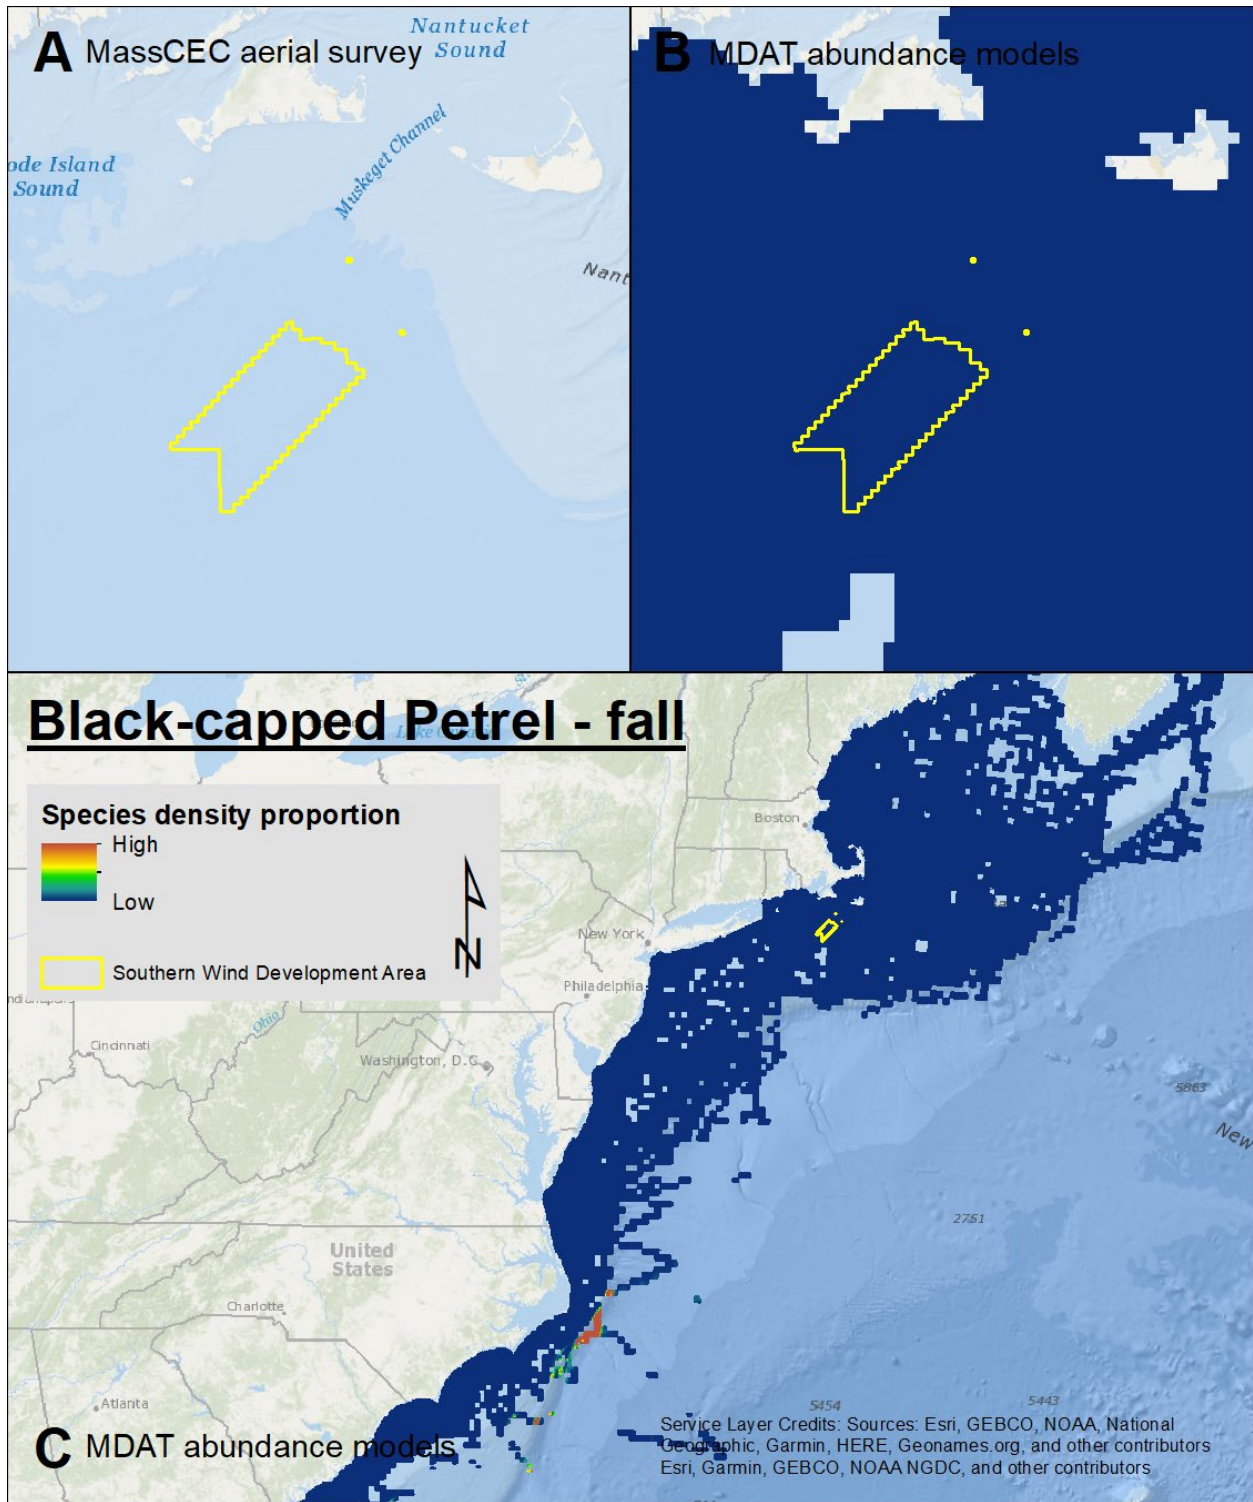 A MassCEC aerial survey
Nantucket
Sound
ode Island
Sound
Muskeget Channel
Nant
B MDAT abundance models
Black-capped Petrel - fall
Species density proportion
High
Low
N
Southern Wind Development Area
Boston
New York
Philadelphia
Ohio
Cincinnati
Washington, D.C.
5863
New
2751
United
States
Charlotte
Atlanta
5454
5443
C MDAT abundance models
Service Layer Credits: Sources: Esri, GEBCO, NOAA, National
Geographic, Garmin, HERE, Geonames.org, and other contributors
Esri, Garmin, GEBCO, NOAA NGDC, and other contributors